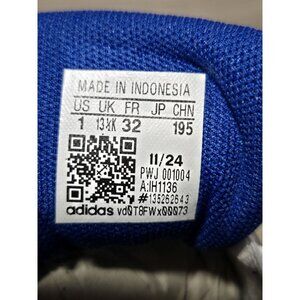 MADE IN INDONESIA
US UK FR JP CHN
1 13½K 32 195
11/24
PWJ 001004
A:IH1136
#135262643
adidas vd0T8FWx00073